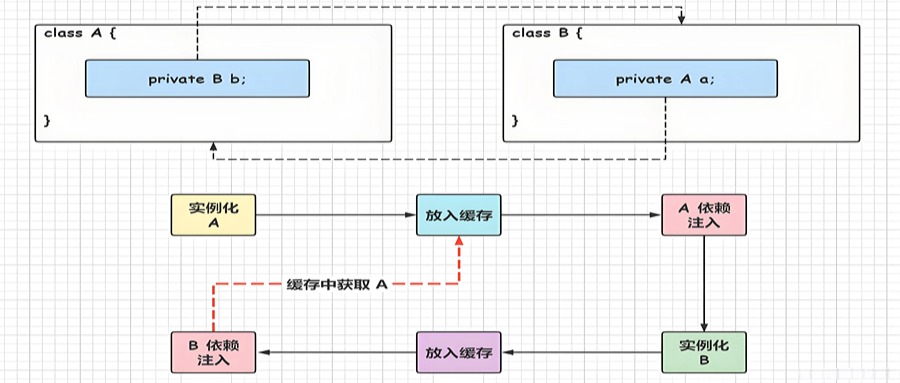 class A {
private B b;
}
class B {
private A a;
}
实例化
A
放入缓存
A 依赖
注入
缓存中获取 A
B 依赖
注入
放入缓存
实例化
B